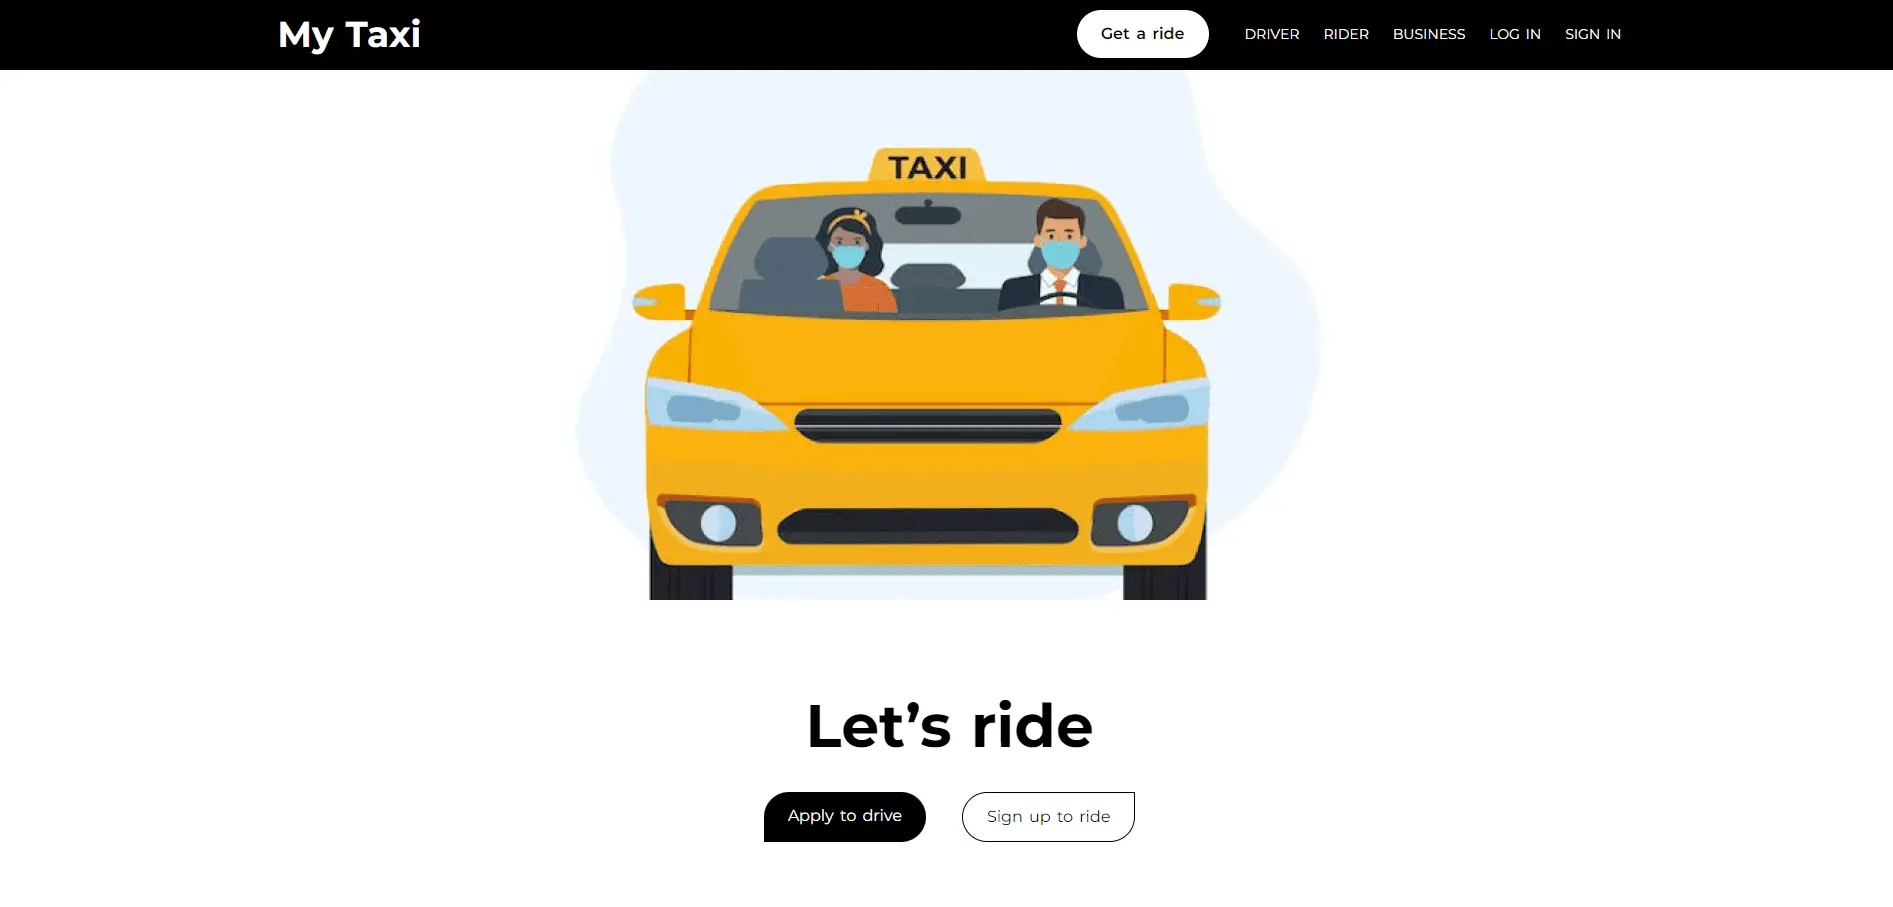 My Taxi
Get a ride DRIVER RIDER BUSINESS LOG IN SIGN IN
TAXI
Let’s ride
Apply to drive Sign up to ride